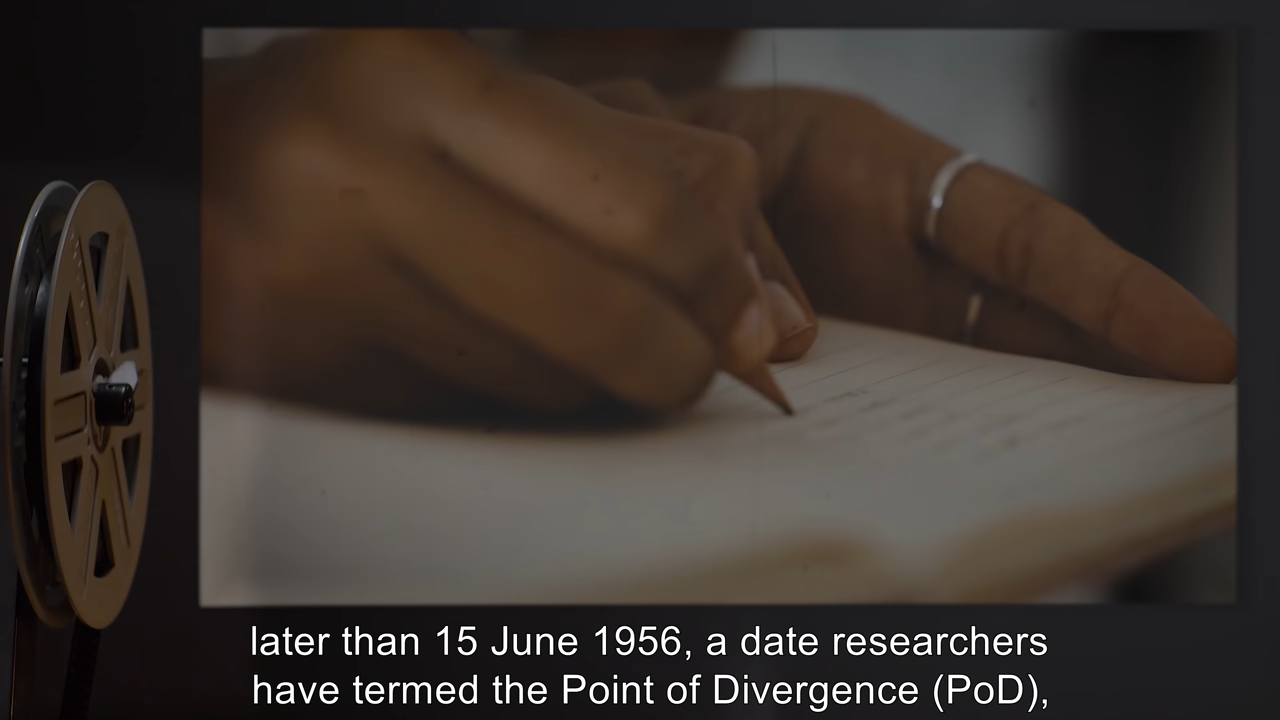 later than 15 June 1956, a date researchers
have termed the Point of Divergence (PoD),